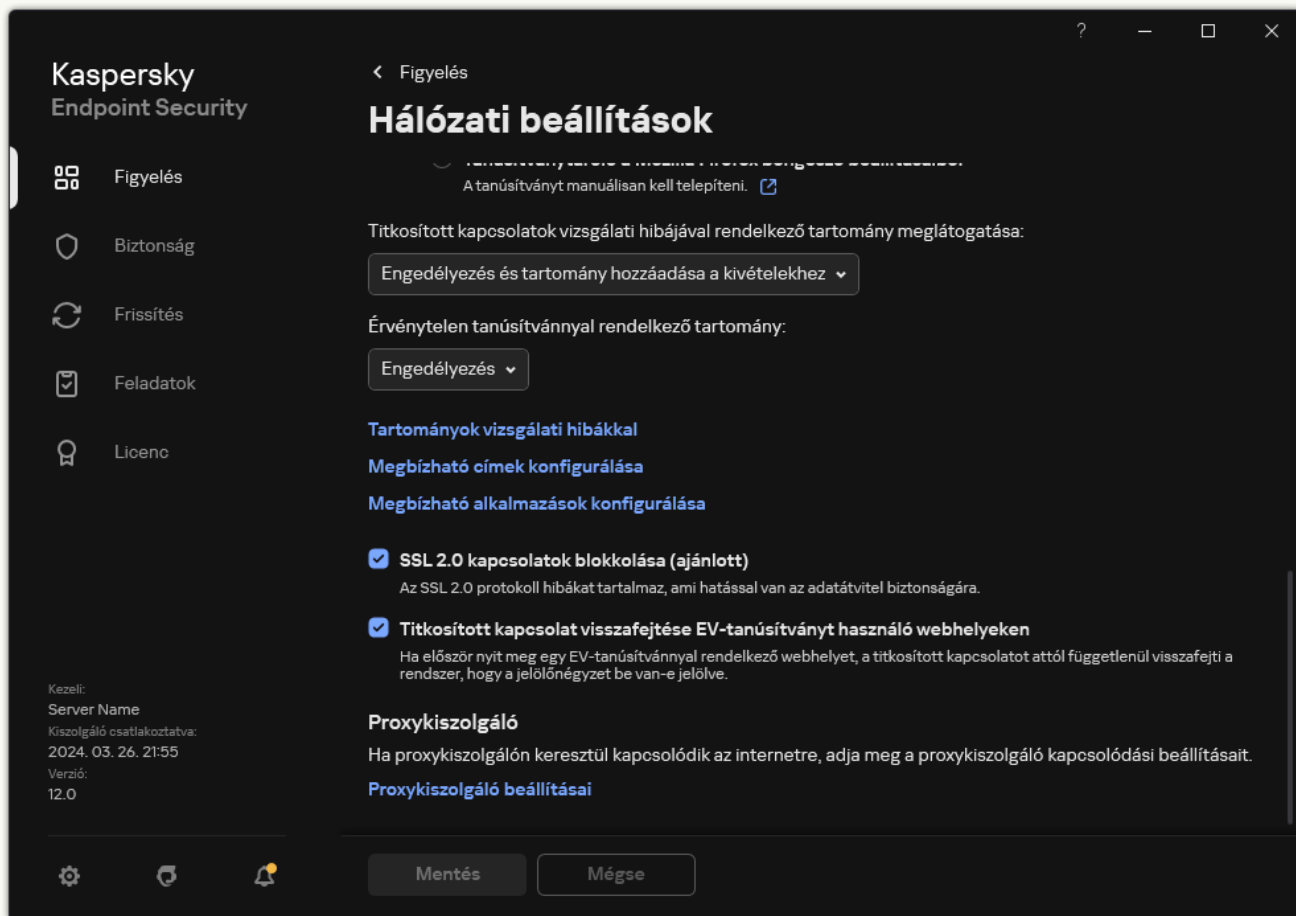 ?
Kaspersky
Endpoint Security
Figyelés
Biztonság
Frissítés
Feladatok
Licenc
Kezeli:
Server Name
Kiszolgáló csatlakoztatva:
2024. 03. 26. 21:55
Verzió:
12.0
Figyelés
Hálózati beállítások
Tanúsítványtároló a Mozilla Firefox böngésző beállításaiból
A tanúsítványt manuálisan kell telepíteni.
Titkosított kapcsolatok vizsgálati hibájával rendelkező tartomány meglátogatása:
Engedélyezés és tartomány hozzáadása a kivételekhez
Érvénytelen tanúsítvánnyal rendelkező tartomány:
Engedélyezés
Tartományok vizsgálati hibákkal
Megbízható címek konfigurálása
Megbízható alkalmazások konfigurálása
SSL 2.0 kapcsolatok blokkolása (ajánlott)
Az SSL 2.0 protokoll hibákat tartalmaz, ami hatással van az adatátvitel biztonságára.
Titkosított kapcsolat visszafejtése EV-tanúsítványt használó webhelyeken
Ha először nyit meg egy EV-tanúsítvánnyal rendelkező webhelyet, a titkosított kapcsolatot attól függetlenül visszafejti a
rendszer, hogy a jelölőnégyzet be van-e jelölve.
Proxykiszolgáló
Ha proxykiszolgálón keresztül kapcsolódik az internetre, adja meg a proxykiszolgáló kapcsolódási beállításait.
Proxykiszolgáló beállításai
Mentés
Mégse